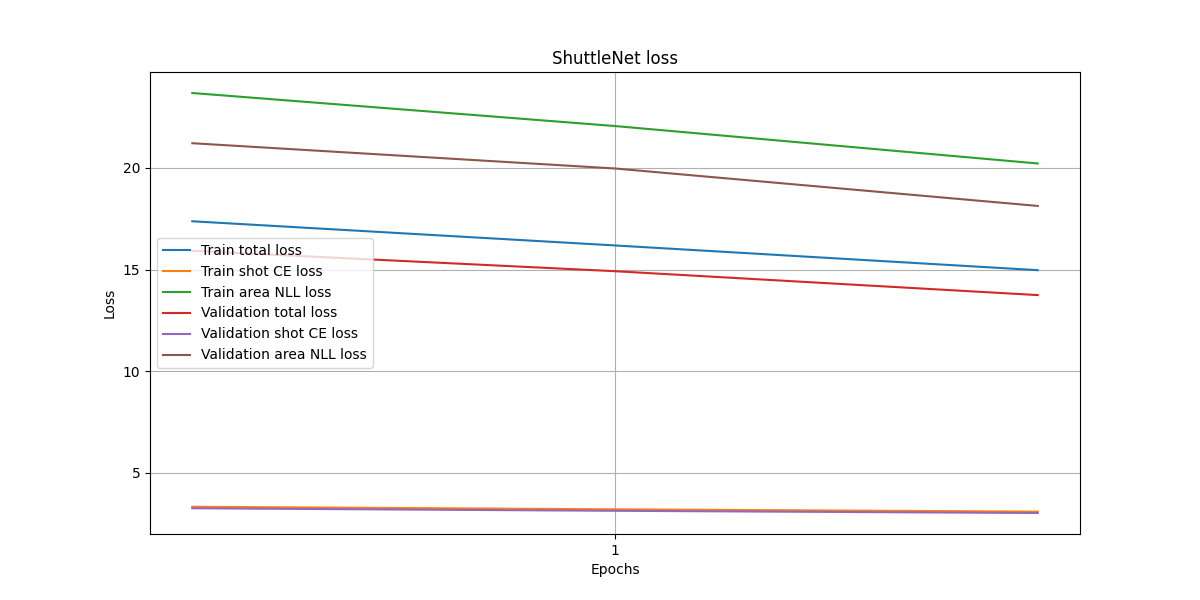 ShuttleNet loss
20
15
10
5
Loss
Train total loss
Train shot CE loss
Train area NLL loss
Validation total loss
Validation shot CE loss
Validation area NLL loss
1
Epochs